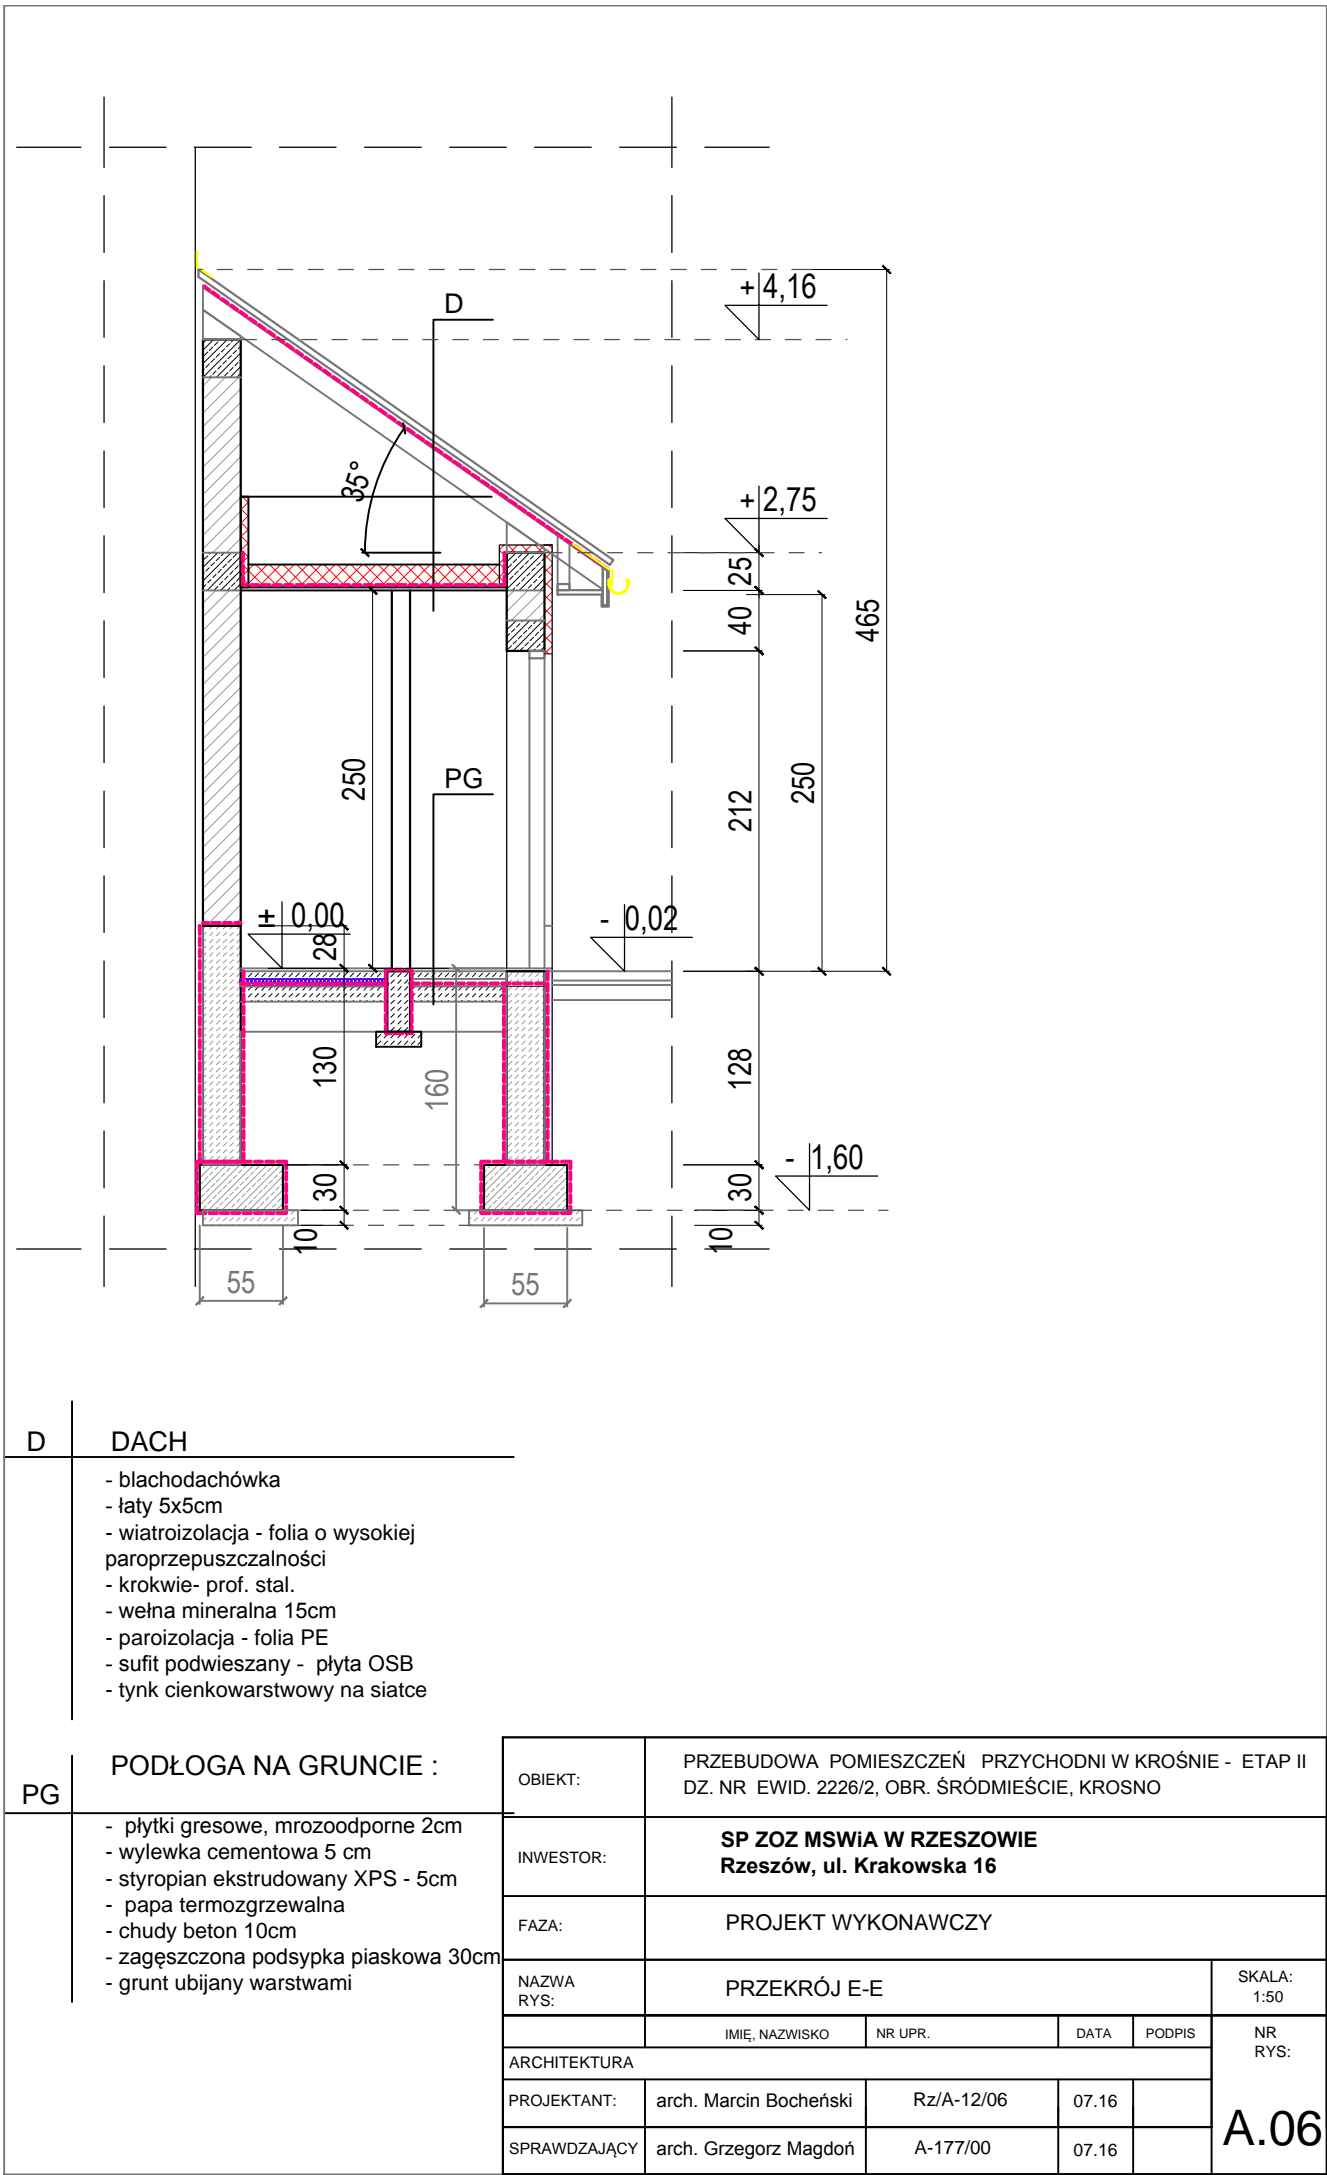 D
+ 4,16
35°
+ 2,75
25
40
465
250
PG
250
212
± 0,00
28
- 0,02
130
160
128
- 1,60
30
30
10
10
55
55
D
DACH
- blachodachówka
- łaty 5x5cm
- wiatroizolacja - folia o wysokiej
paroprzepuszczalności
- krokwie- prof. stal.
- wełna mineralna 15cm
- paroizolacja - folia PE
- sufit podwieszany - płyta OSB
- tynk cienkowarstwowy na siatce
PG
PODŁOGA NA GRUNCIE :
- płytki gresowe, mrozoodporne 2cm
- wylewka cementowa 5 cm
- styropian ekstrudowany XPS - 5cm
- papa termozgrzewalna
- chudy beton 10cm
- zagęszczona podsypka piaskowa 30cm
- grunt ubijany warstwami
OBIEKT:
PRZEBUDOWA POMIESZCZEŃ PRZYCHODNI W KROŚNIE - ETAP II
DZ. NR EWID. 2226/2, OBR. ŚRÓDMIEŚCIE, KROSNO
INWESTOR:
SP ZOZ MSWiA W RZESZOWIE
Rzeszów, ul. Krakowska 16
FAZA:
PROJEKT WYKONAWCZY
NAZWA
RYS:
PRZEKRÓJ E-E
SKALA:
1:50
IMIĘ, NAZWISKO
NR UPR.
DATA
PODPIS
NR
RYS:
ARCHITEKTURA
PROJEKTANT:
arch. Marcin Bocheński
Rz/A-12/06
07.16
A.06
SPRAWDZAJĄCY
arch. Grzegorz Magdoń
A-177/00
07.16